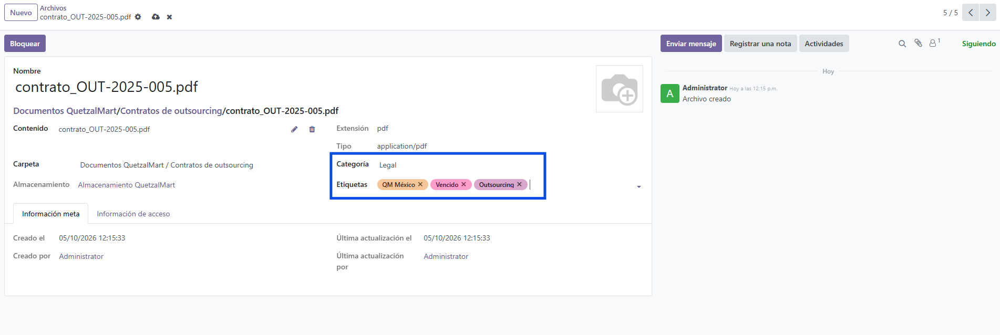 Nuevo
Archivos
contrato_OUT-2025-005.pdf
5 / 5
Bloquear
Enviar mensaje
Registrar una nota
Actividades
1
Siguiendo
Nombre
contrato_OUT-2025-005.pdf
Documentos QuetzalMart/Contratos de outsourcing/contrato_OUT-2025-005.pdf
Contenido contrato_OUT-2025-005.pdf
Extensión pdf
Tipo application/pdf
Carpeta Documentos QuetzalMart / Contratos de outsourcing
Categoría Legal
Almacenamiento Almacenamiento QuetzalMart
Etiquetas QM México Vencido Outsourcing
Información meta Información de acceso
Creado el 05/10/2026 12:15:33
Última actualización el 05/10/2026 12:15:33
Creado por Administrator
Última actualización por Administrator
Hoy
A
Administrator Hoy a las 12:15 p.m.
Archivo creado